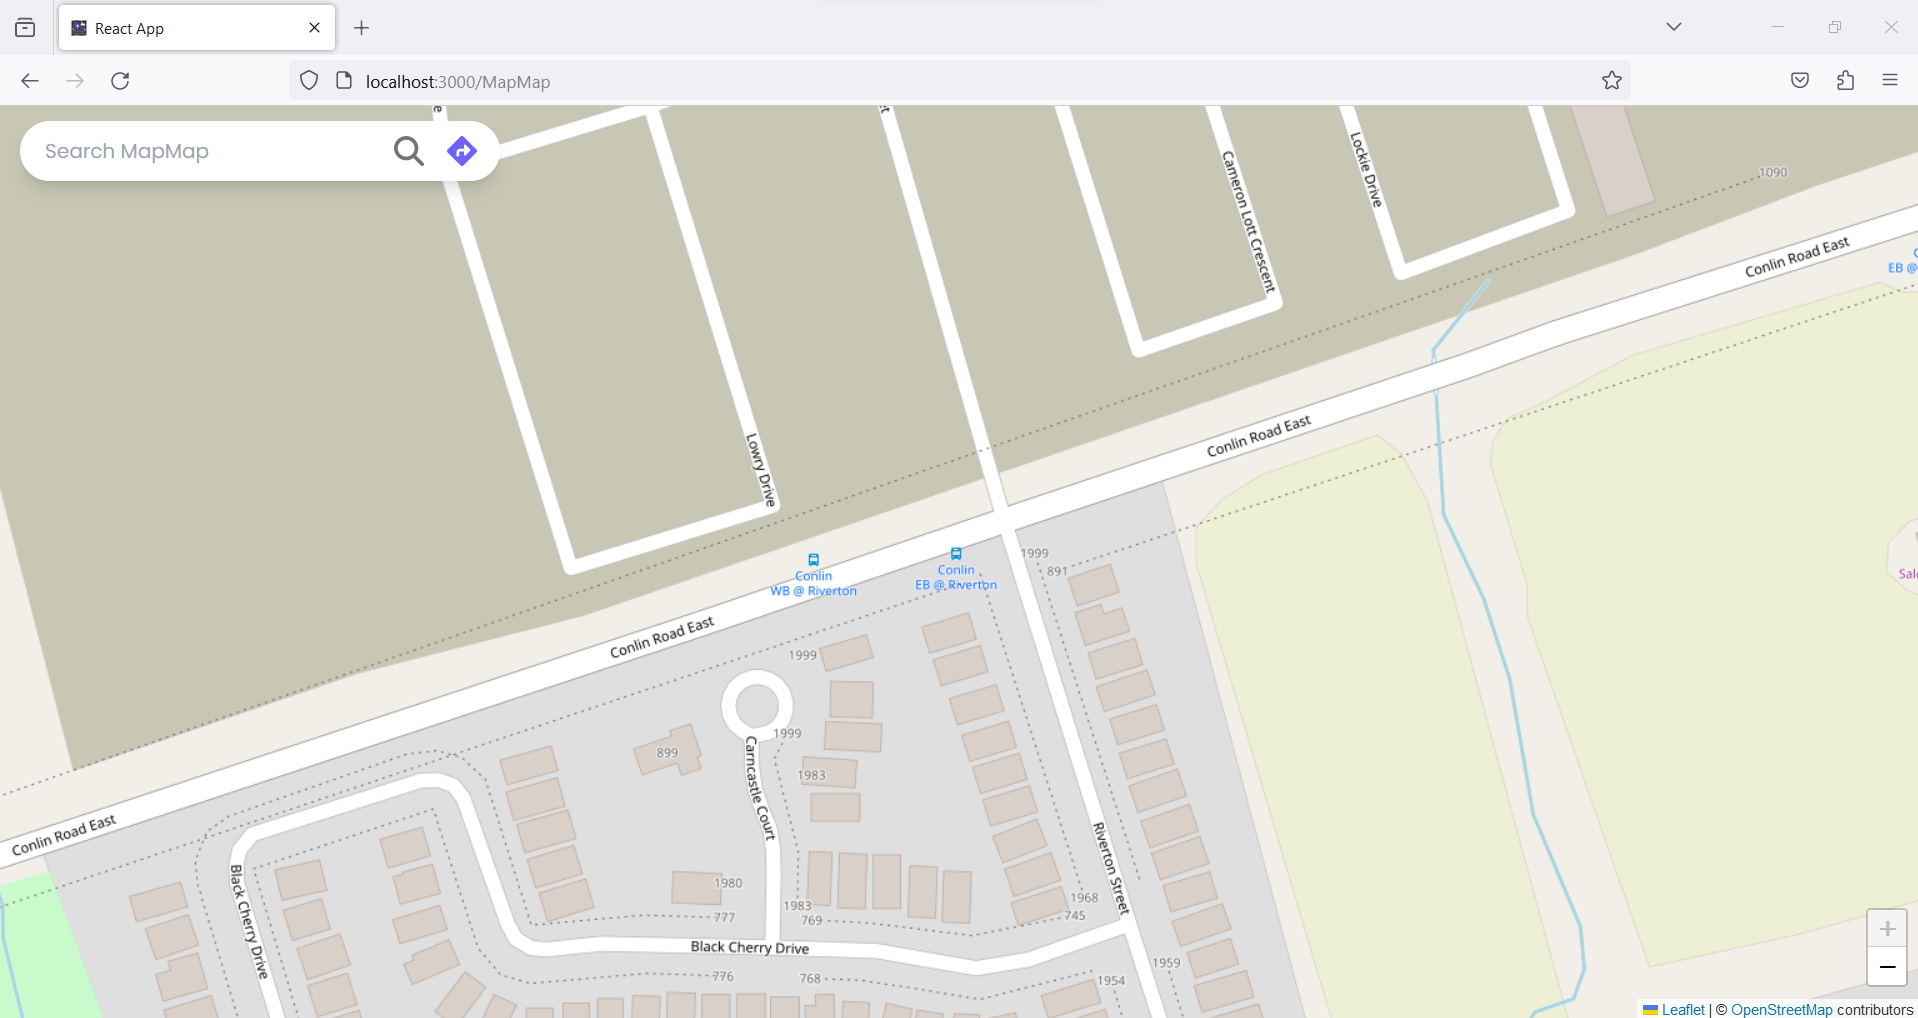 React App
localhost:3000/MapMap
Search MapMap
Lockie Drive
Cameron Lott Crescent
1090
Conlin Road East
EB @
Conlin Road East
Lowry Drive
Conlin
WB @ Riverton
Conlin
EB @ Riverton
1999
891
Conlin Road East
1999
899
1999
1983
Carncastle Court
Conlin Road East
Riverton Street
Black Cherry Drive
1980
1983
777
769
1968
745
Black Cherry Drive
776
768
1959
1954
+
−
Leaflet | © OpenStreetMap contributors